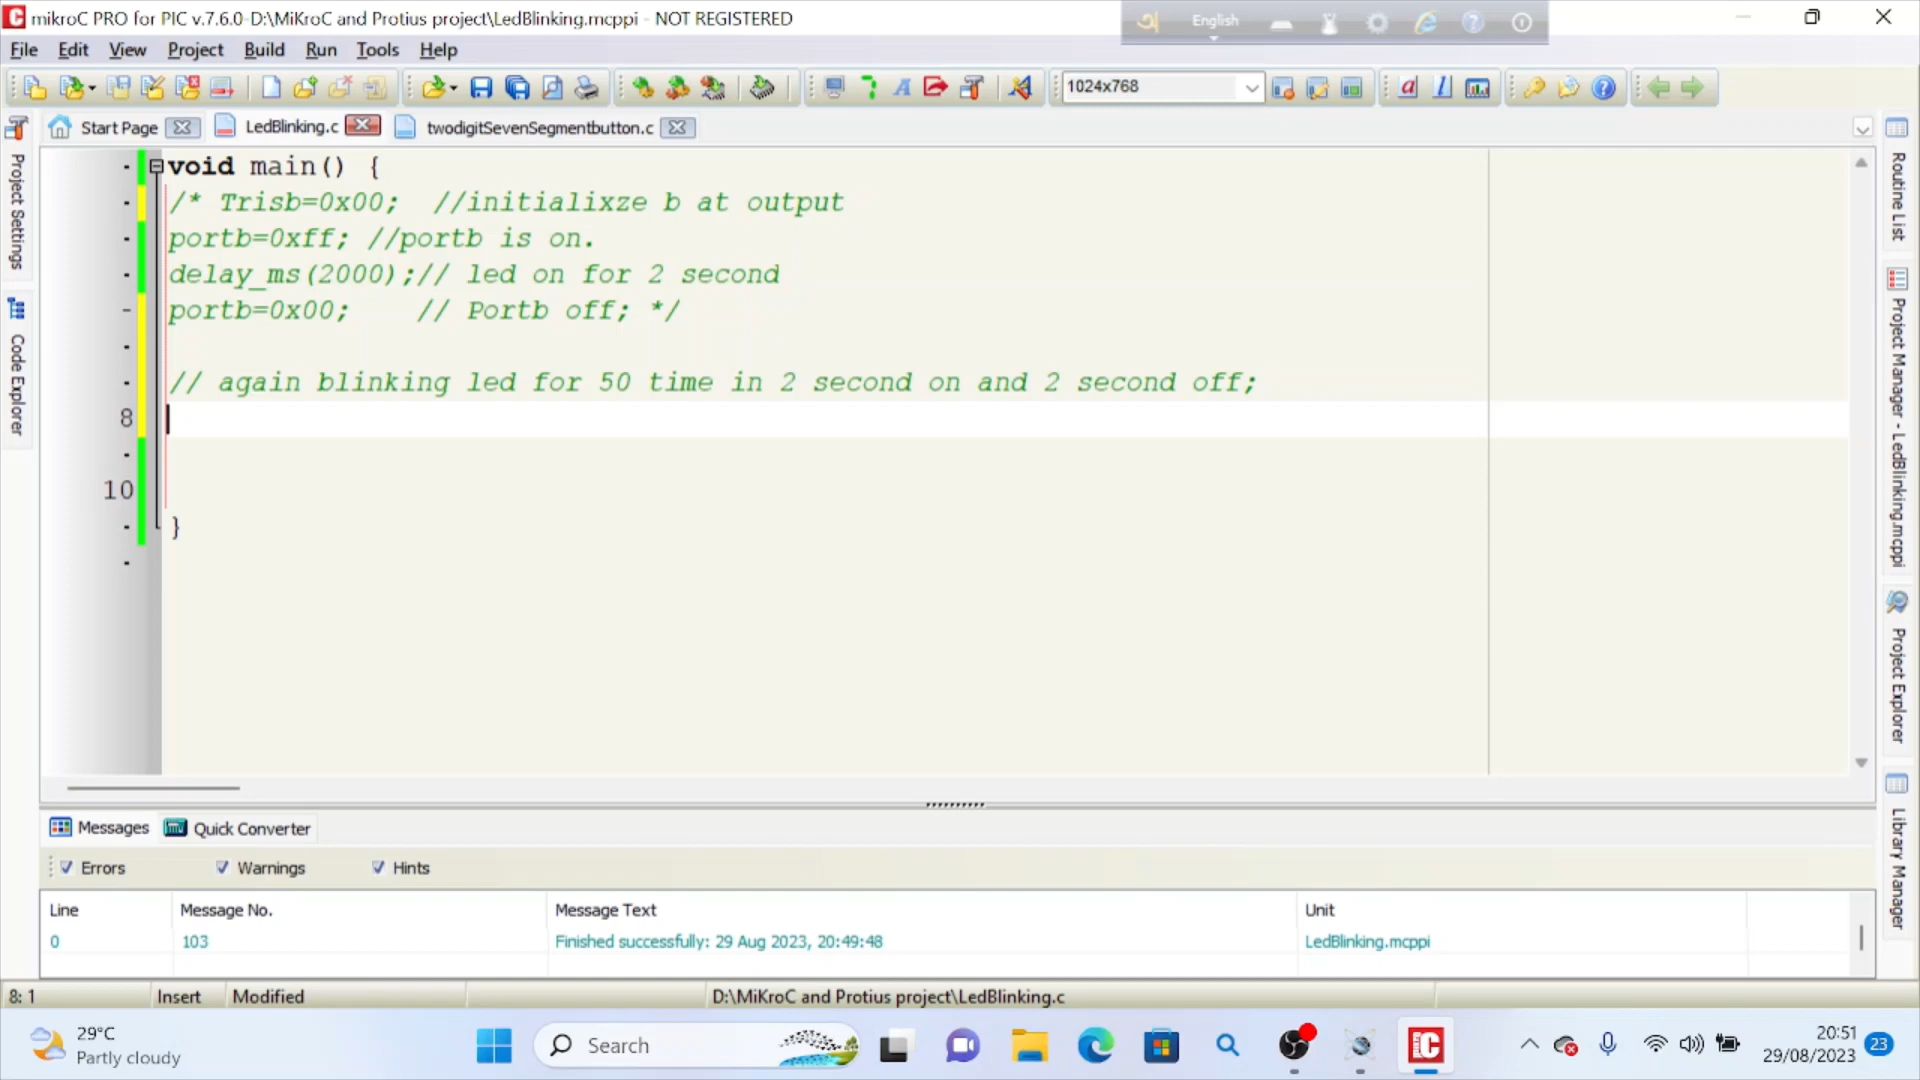 mikroC PRO for PIC v.7.6.0-D:\MiKroC and Protius project\LedBlinking.mcppi - NOT REGISTERED
English
File Edit View Project Build Run Tools Help
1024x768
Start Page LedBlinking.c twodigitSevenSegmentbutton.c
Project Settings
Code Explorer
void main() {
/* Trisb=0x00; //initialixze b at output
portb=0xff; //portb is on.
delay_ms(2000);// led on for 2 second
portb=0x00; // Portb off; */
// again blinking led for 50 time in 2 second on and 2 second off;
8
10
}
Routine List
Project Manager - LedBlinking.mcppi
Project Explorer
Library Manager
Messages Quick Converter
Errors Warnings Hints
Line Message No. Message Text Unit
0 103 Finished successfully: 29 Aug 2023, 20:49:48 LedBlinking.mcppi
8: 1 Insert Modified D:\MiKroC and Protius project\LedBlinking.c
29°C
Partly cloudy
Search
20:51
29/08/2023
23